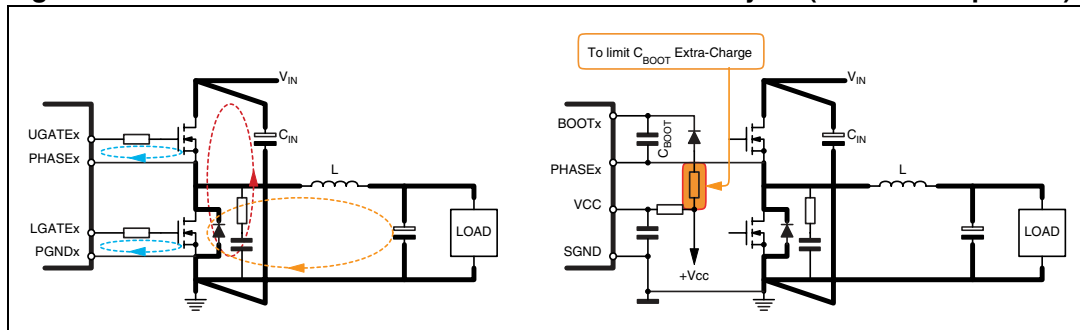 To limit C_BOOT Extra-Charge
V_IN
UGATEx
PHASEx
C_IN
L
LGATEx
PGNDx
LOAD
V_IN
BOOTx
C_BOOT
C_IN
PHASEx
L
VCC
LOAD
SGND
+Vcc